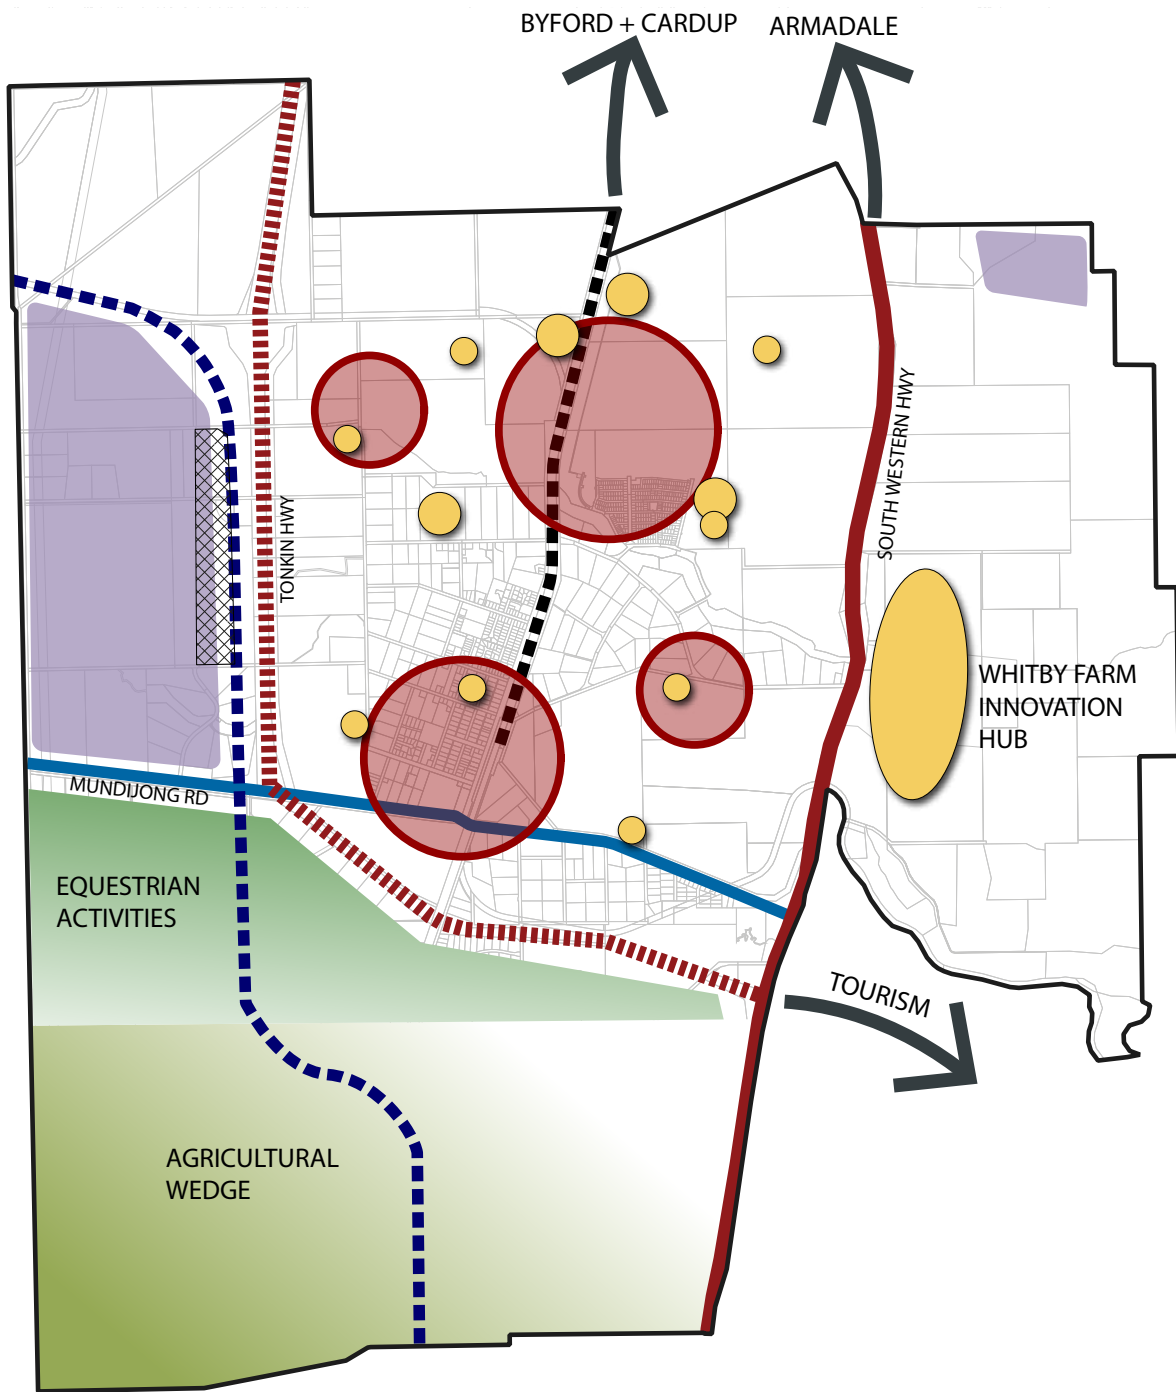 BYFORD + CARDUP
ARMADALE
SOUTH WESTERN HWY
TONKIN HWY
WHITBY FARM
INNOVATION
HUB
MUNDIJONG RD
EQUESTRIAN
ACTIVITIES
TOURISM
AGRICULTURAL
WEDGE